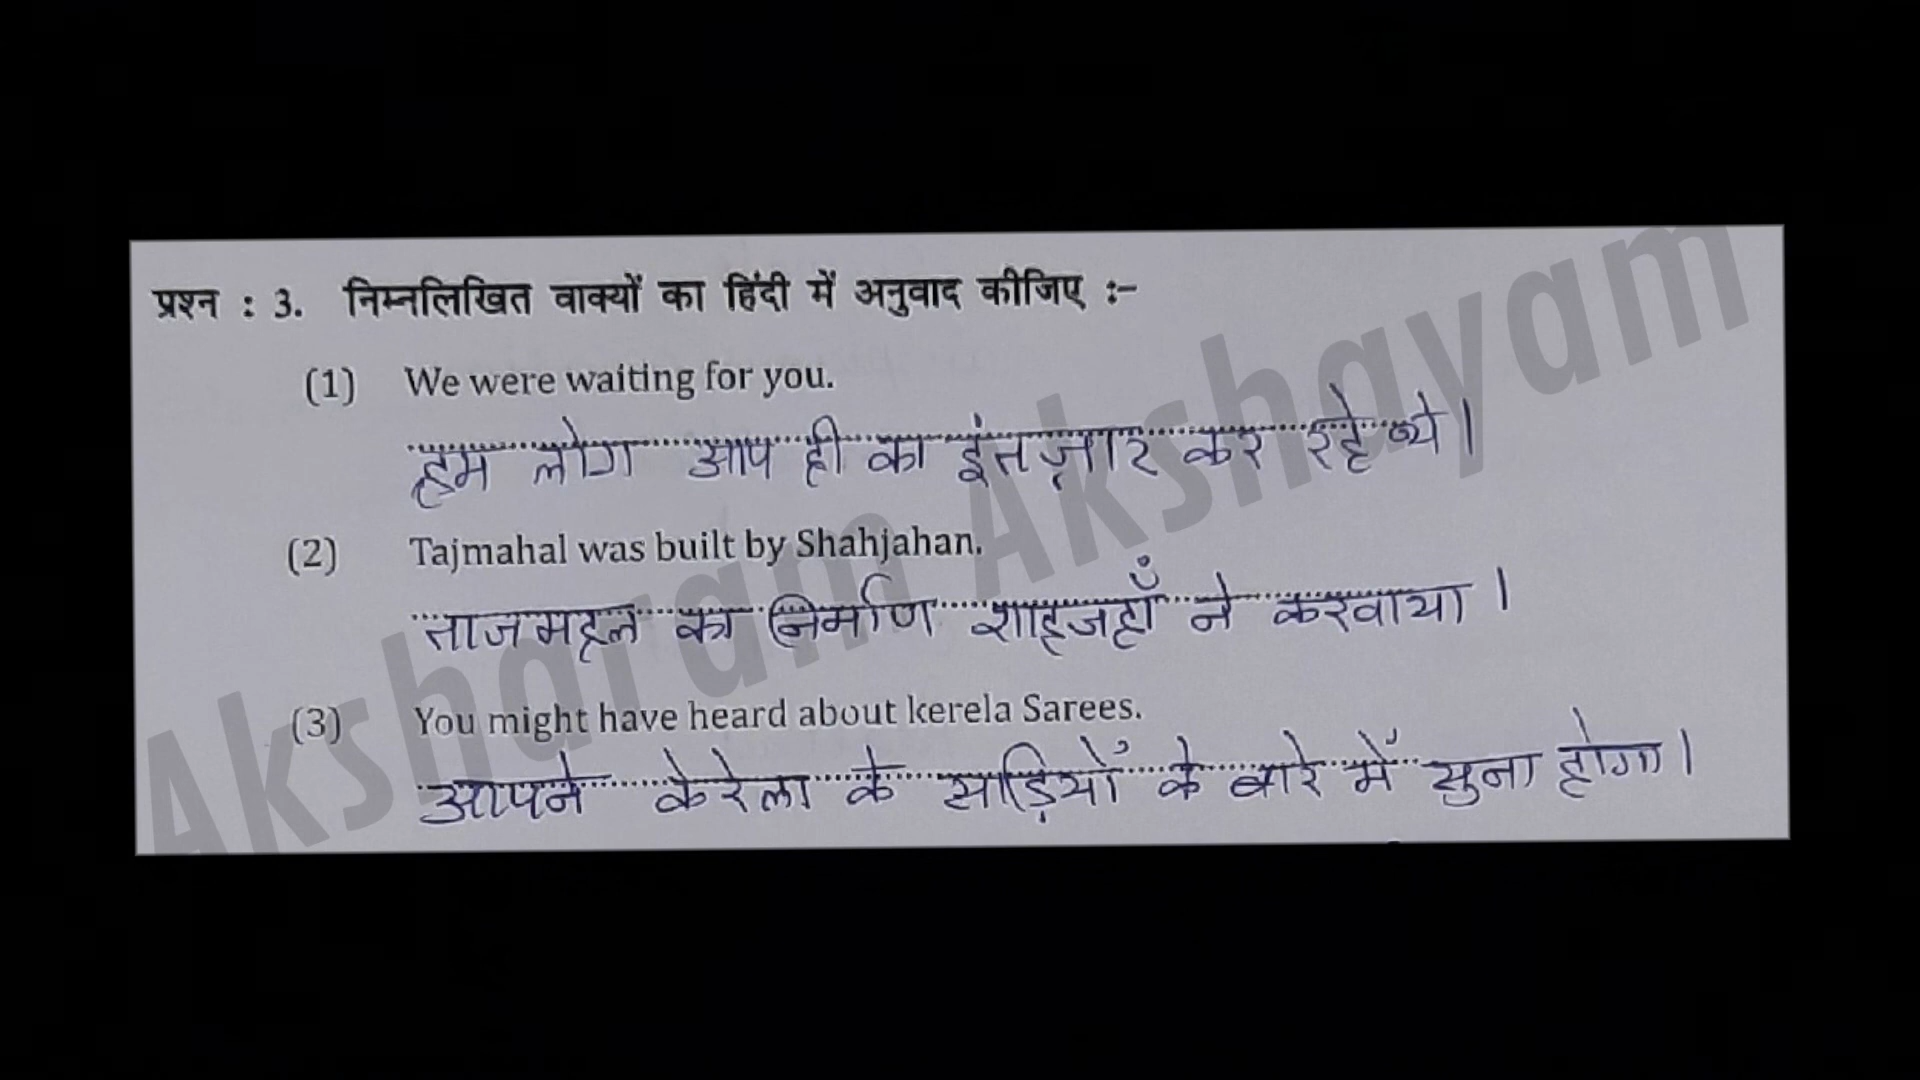 प्रश्न : 3. निम्नलिखित वाक्यों का हिंदी में अनुवाद कीजिए :–
(1) We were waiting for you.
हम लोग आप ही का इंतज़ार कर रहे थे।
(2) Tajmahal was built by Shahjahan.
ताजमहल का निर्माण शाहजहाँ ने करवाया।
(3) You might have heard about kerela Sarees.
आपने केरेला के साड़ियों के बारे में सुना होगा।
Aksharam Akshayam